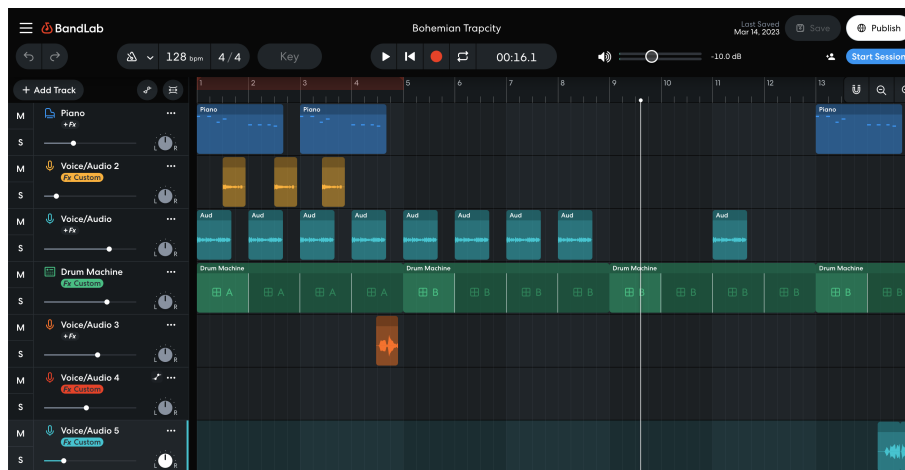 BandLab
Bohemian Trapcity
Last Saved
Mar 14, 2023
Save
Publish
128 bpm
4 / 4
Key
00:16.1
-10.0 dB
Start Session
+ Add Track
1 2 3 4 5 6 7 8 9 10 11 12 13
M
Piano
+Fx
S
L R
Piano
Piano
Piano
M
Voice/Audio 2
Fx Custom
S
L R
M
Voice/Audio
+Fx
S
L R
Aud Aud Aud Aud Aud Aud Aud Aud Aud
M
Drum Machine
Fx Custom
S
L R
Drum Machine Drum Machine Drum Machine Drum Machine
A A A A B B B B B B B B B B
M
Voice/Audio 3
+Fx
S
L R
M
Voice/Audio 4
Fx Custom
S
L R
M
Voice/Audio 5
Fx Custom
S
L R